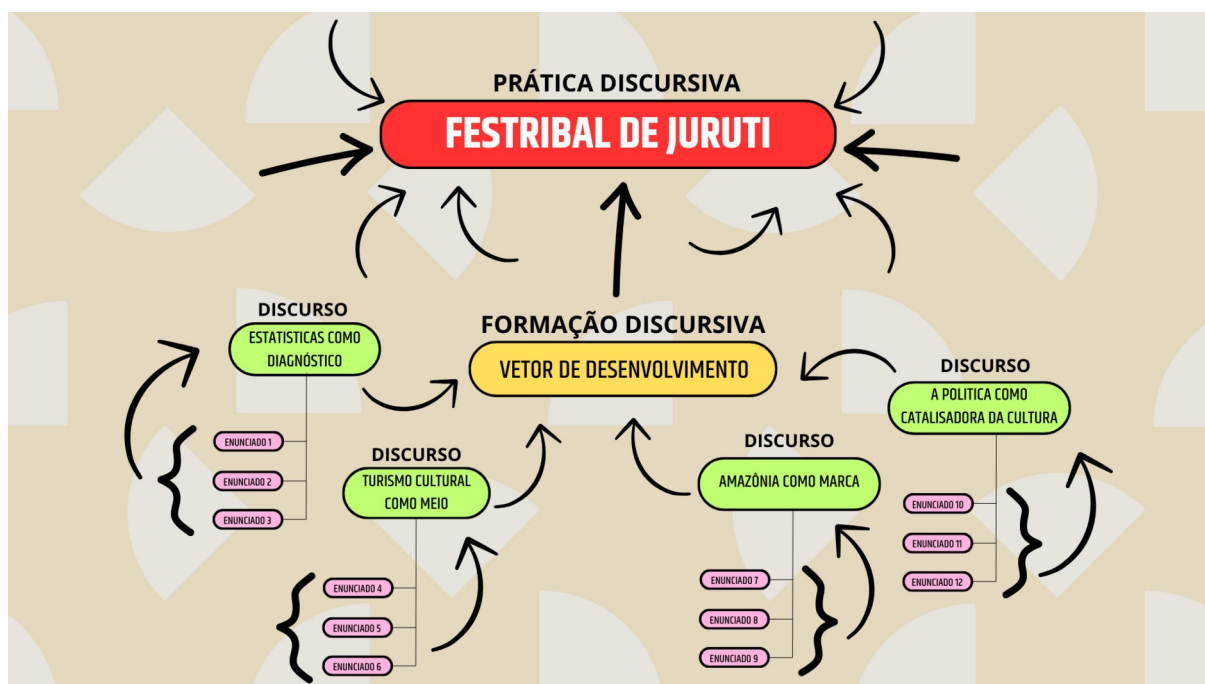 PRÁTICA DISCURSIVA
FESTRIBAL DE JURUTI
DISCURSO
ESTATISTICAS COMO
DIAGNÓSTICO
ENUNCIADO 1
ENUNCIADO 2
ENUNCIADO 3
DISCURSO
TURISMO CULTURAL
COMO MEIO
ENUNCIADO 4
ENUNCIADO 5
ENUNCIADO 6
FORMAÇÃO DISCURSIVA
VETOR DE DESENVOLVIMENTO
DISCURSO
AMAZÔNIA COMO MARCA
ENUNCIADO 7
ENUNCIADO 8
ENUNCIADO 9
DISCURSO
A POLITICA COMO
CATALISADORA DA CULTURA
ENUNCIADO 10
ENUNCIADO 11
ENUNCIADO 12